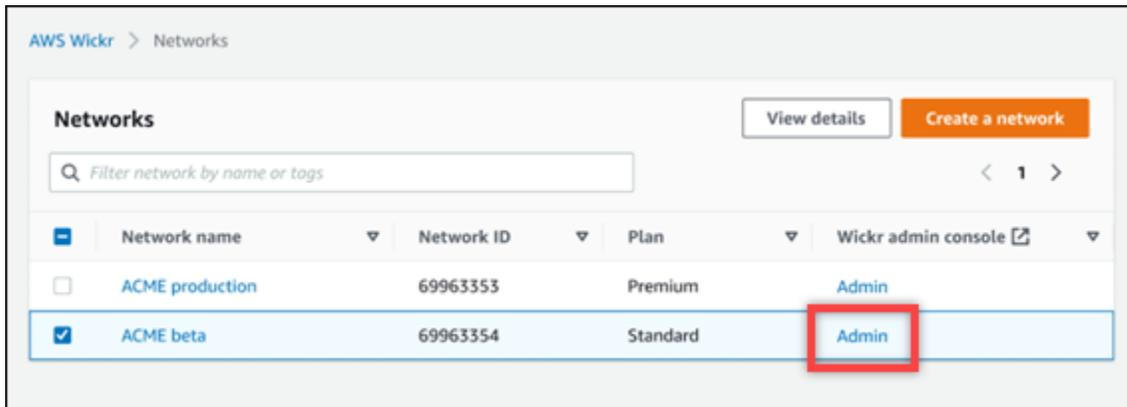 AWS Wickr > Networks
Networks View details Create a network
Filter network by name or tags < 1 >
Network name Network ID Plan Wickr admin console
ACME production 69963353 Premium Admin
ACME beta 69963354 Standard Admin